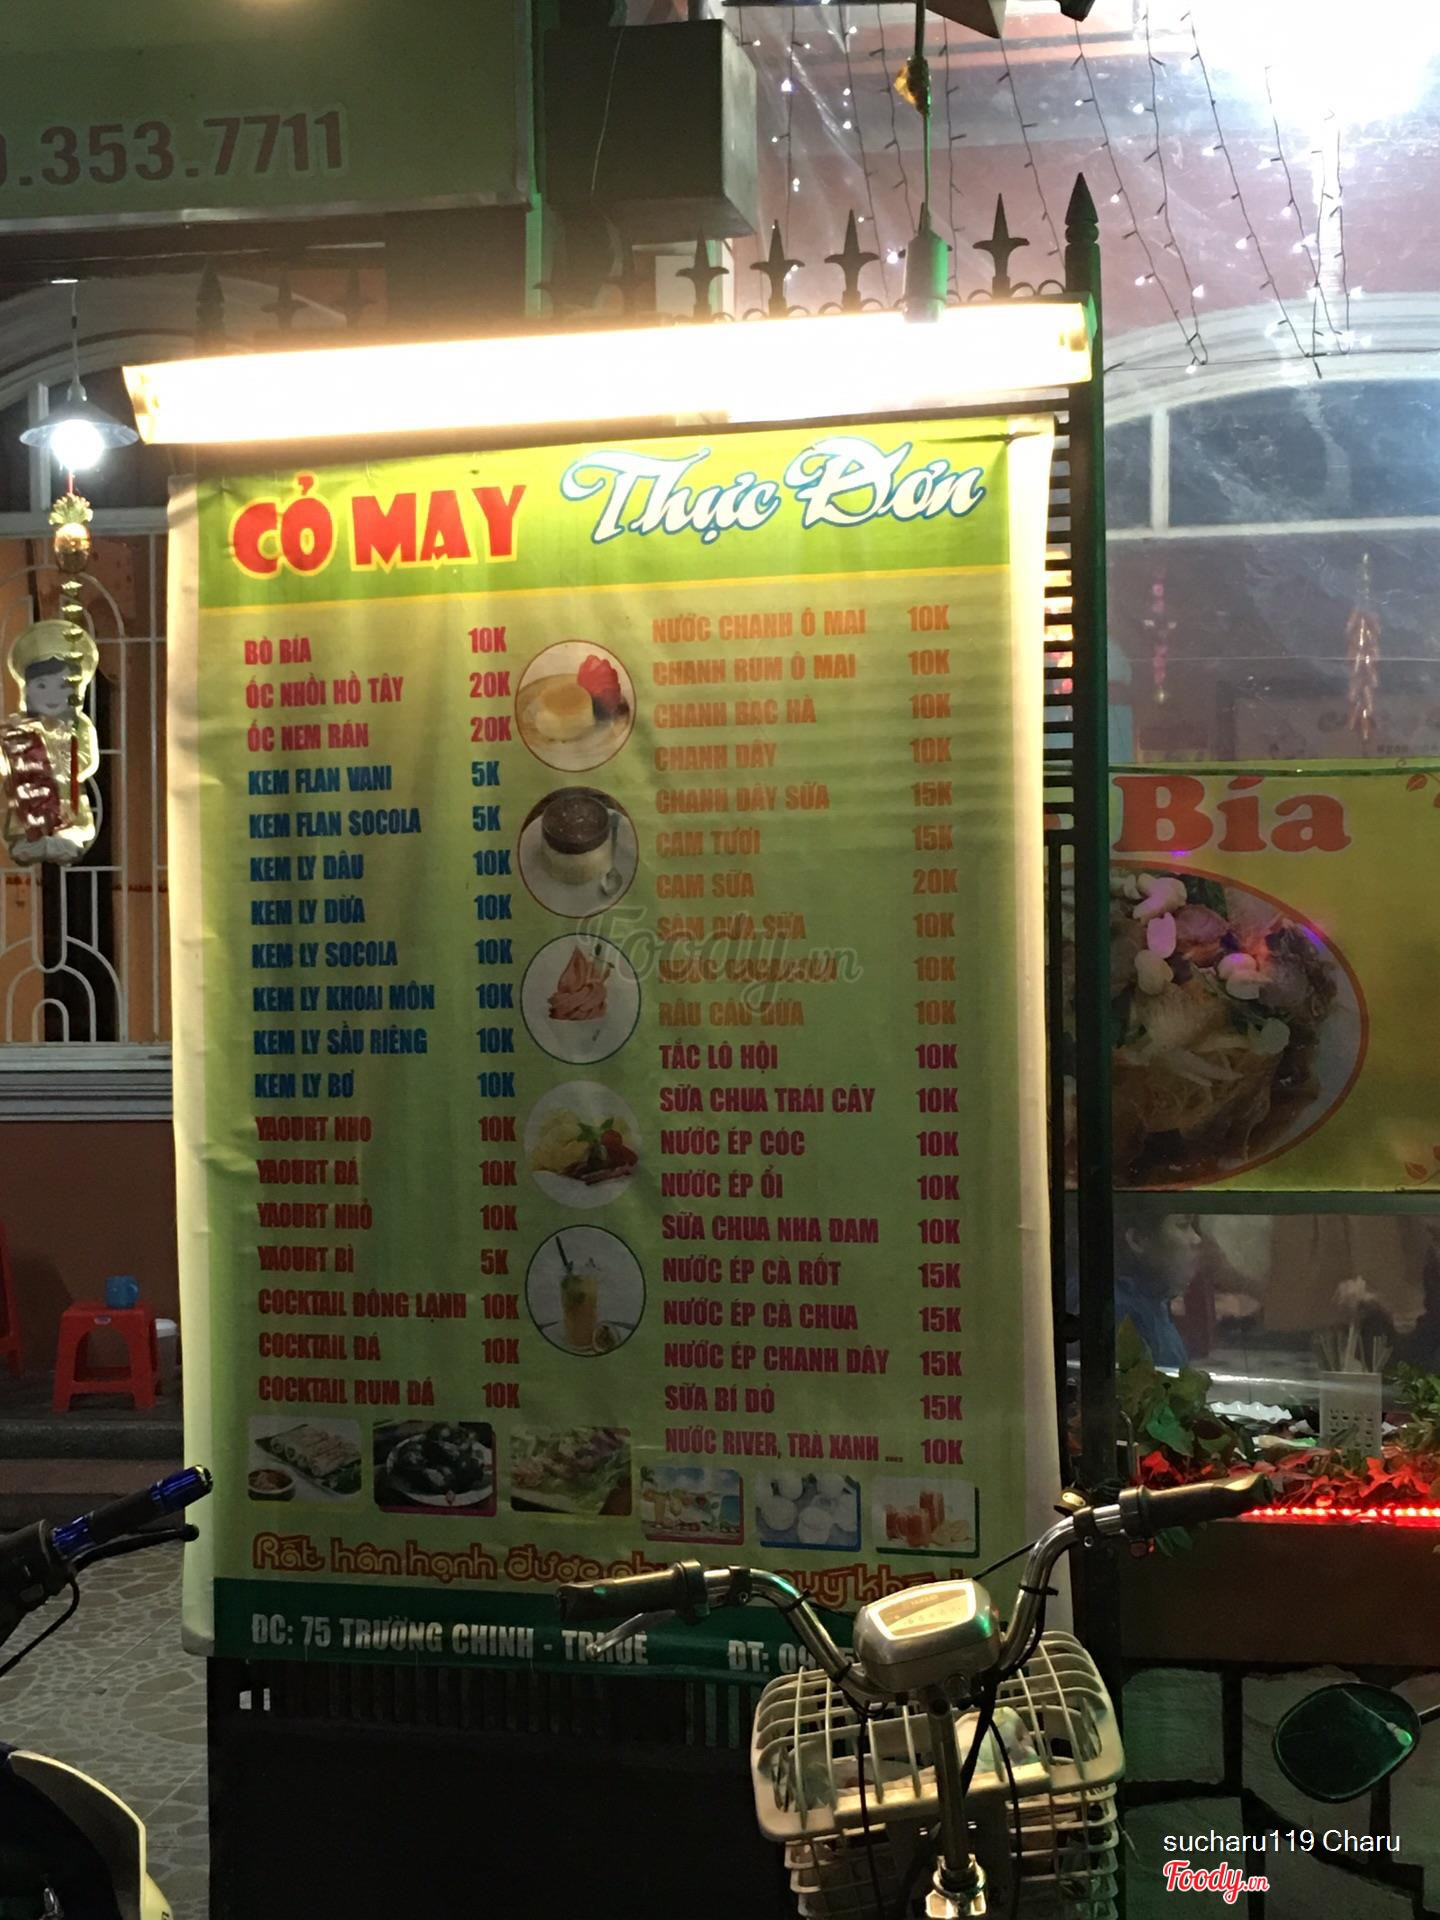 .353.7711
CỎ MAY Thực Đơn
BÒ BÍA 10K
ỐC NHỒI HỒ TÂY 20K
ỐC NEM RÁN 20K
KEM FLAN VANI 5K
KEM FLAN SOCOLA 5K
KEM LY DÂU 10K
KEM LY DỪA 10K
KEM LY SOCOLA 10K
KEM LY KHOAI MÔN 10K
KEM LY SẦU RIÊNG 10K
KEM LY BƠ 10K
YAOURT NHO 10K
YAOURT ĐÁ 10K
YAOURT NHỎ 10K
YAOURT BÌ 5K
COCKTAIL ĐÔNG LẠNH 10K
COCKTAIL ĐÁ 10K
COCKTAIL RUM ĐÁ 10K
NƯỚC CHANH Ô MAI 10K
CHANH RUM Ô MAI 10K
CHANH BẠC HÀ 10K
CHANH DÂY 10K
CHANH DÂY SỮA 15K
CAM TƯƠI 15K
CAM SỮA 20K
SÂM DỨA SỮA 10K
NƯỚC 10K
RÂU CÂU DỪA 10K
TẮC LÔ HỘI 10K
SỮA CHUA TRÁI CÂY 10K
NƯỚC ÉP CÓC 10K
NƯỚC ÉP ỔI 10K
SỮA CHUA NHA ĐAM 10K
NƯỚC ÉP CÀ RỐT 15K
NƯỚC ÉP CÀ CHUA 15K
NƯỚC ÉP CHANH DÂY 15K
SỮA BÍ ĐỎ 15K
NƯỚC RIVER, TRÀ XANH .... 10K
Rất hân hạnh được
ĐC: 75 TRƯỜNG CHINH - TP.HUẾ ĐT: 09
Bía
Foody.vn
sucharu119 Charu
Foody.vn